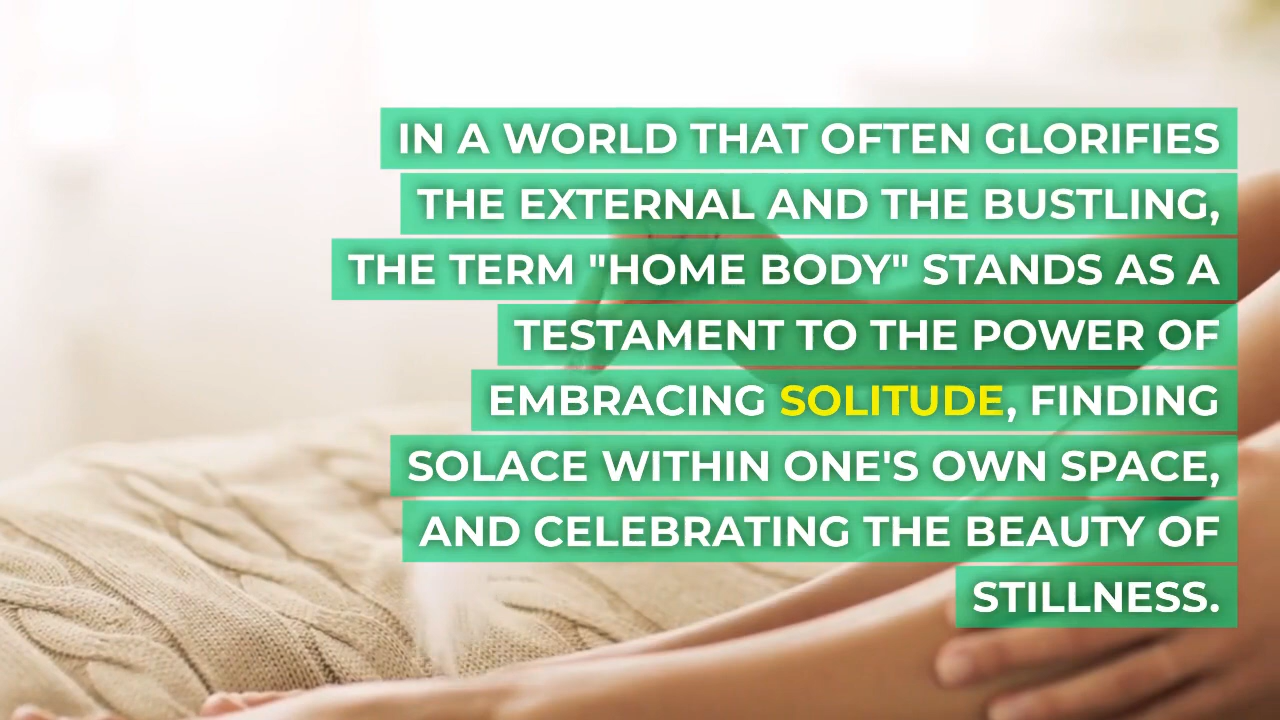 IN A WORLD THAT OFTEN GLORIFIES
THE EXTERNAL AND THE BUSTLING,
THE TERM "HOME BODY" STANDS AS A
TESTAMENT TO THE POWER OF
EMBRACING SOLITUDE, FINDING
SOLACE WITHIN ONE'S OWN SPACE,
AND CELEBRATING THE BEAUTY OF
STILLNESS.